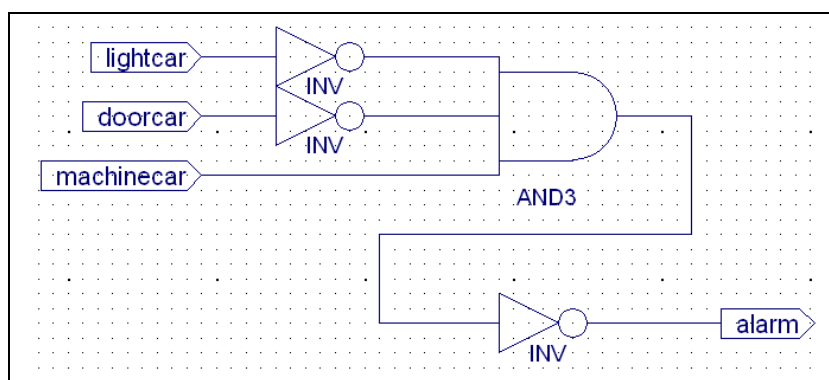 lightcar
INV
doorcar
INV
machinecar
AND3
alarm
INV